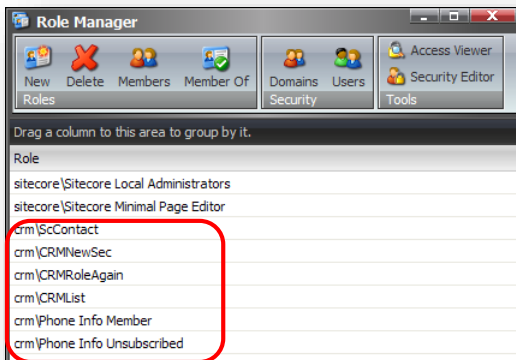 Role Manager
New Delete Members Member Of Domains Users Access Viewer
Security Editor
Roles Security Tools
Drag a column to this area to group by it.
Role
sitecore\Sitecore Local Administrators
sitecore\Sitecore Minimal Page Editor
crm\ScContact
crm\CRMNewSec
crm\CRMRoleAgain
crm\CRMList
crm\Phone Info Member
crm\Phone Info Unsubscribed